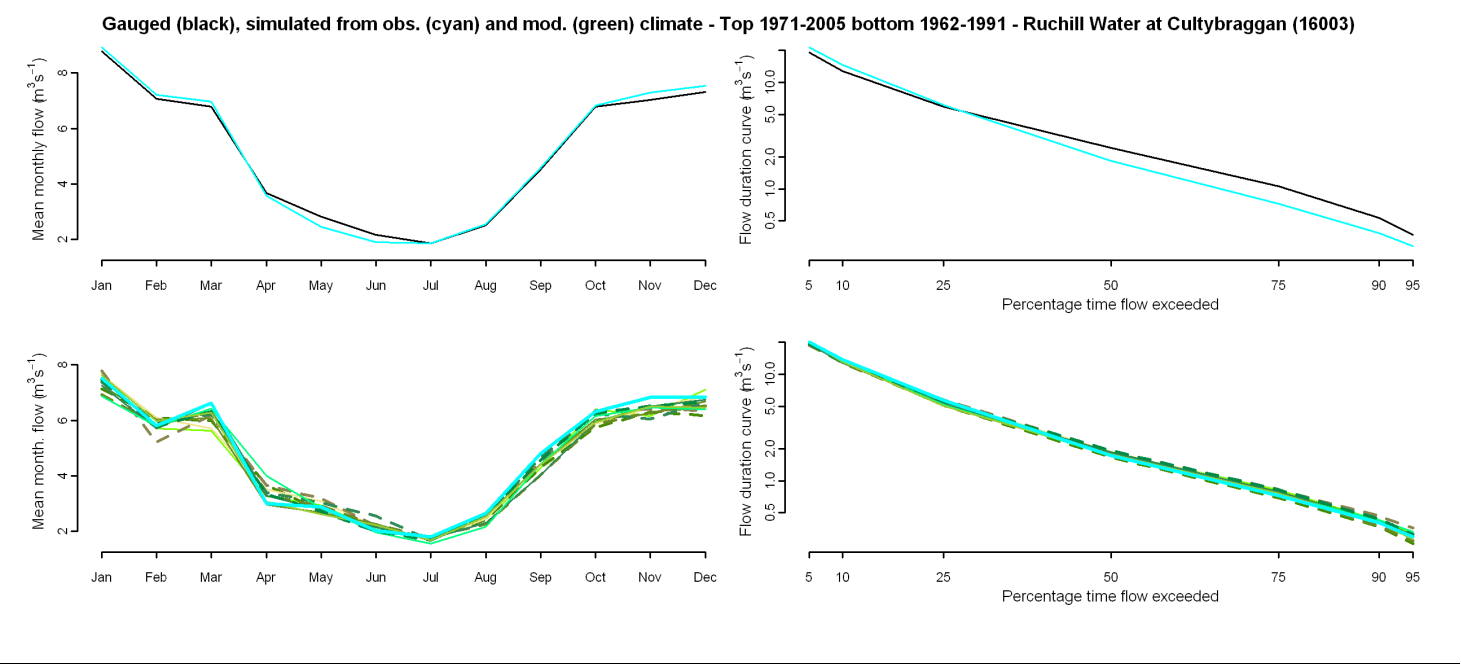 Gauged (black), simulated from obs. (cyan) and mod. (green) climate - Top 1971-2005 bottom 1962-1991 - Ruchill Water at Cultybraggan (16003)
Mean monthly flow (m³s⁻¹)
8
6
4
2
Jan Feb Mar Apr May Jun Jul Aug Sep Oct Nov Dec
Flow duration curve (m³s⁻¹)
10.0
5.0
2.0
1.0
0.5
5 10 25 50 75 90 95
Percentage time flow exceeded
Mean month. flow (m³s⁻¹)
8
6
4
2
Jan Feb Mar Apr May Jun Jul Aug Sep Oct Nov Dec
Flow duration curve (m³s⁻¹)
10.0
5.0
2.0
1.0
0.5
5 10 25 50 75 90 95
Percentage time flow exceeded